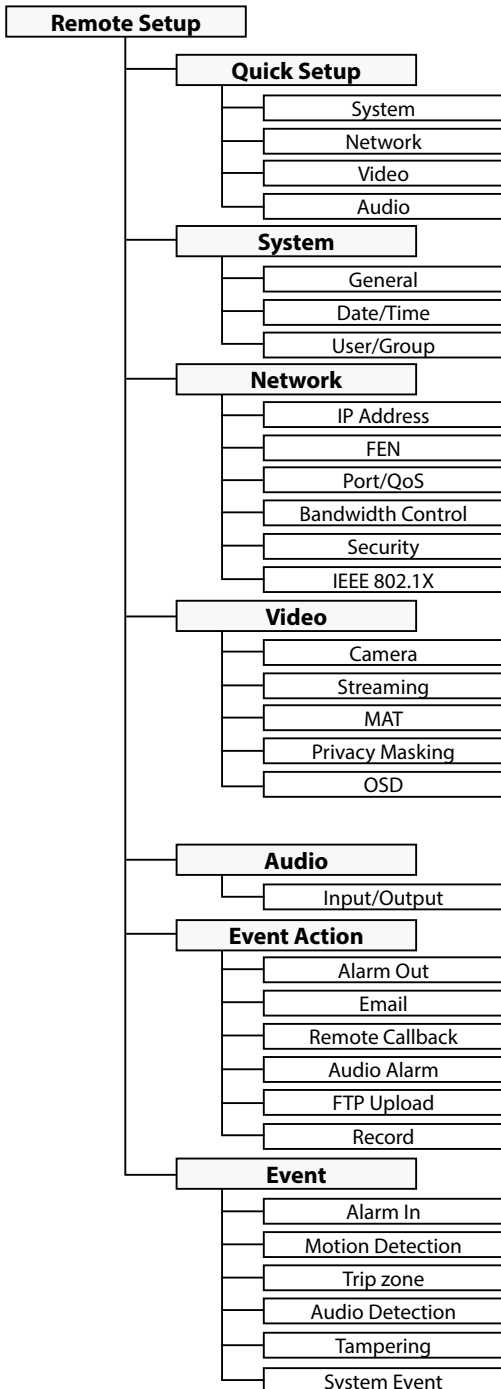 Remote Setup
Quick Setup
System
Network
Video
Audio
System
General
Date/Time
User/Group
Network
IP Address
FEN
Port/QoS
Bandwidth Control
Security
IEEE 802.1X
Video
Camera
Streaming
MAT
Privacy Masking
OSD
Audio
Input/Output
Event Action
Alarm Out
Email
Remote Callback
Audio Alarm
FTP Upload
Record
Event
Alarm In
Motion Detection
Trip zone
Audio Detection
Tampering
System Event